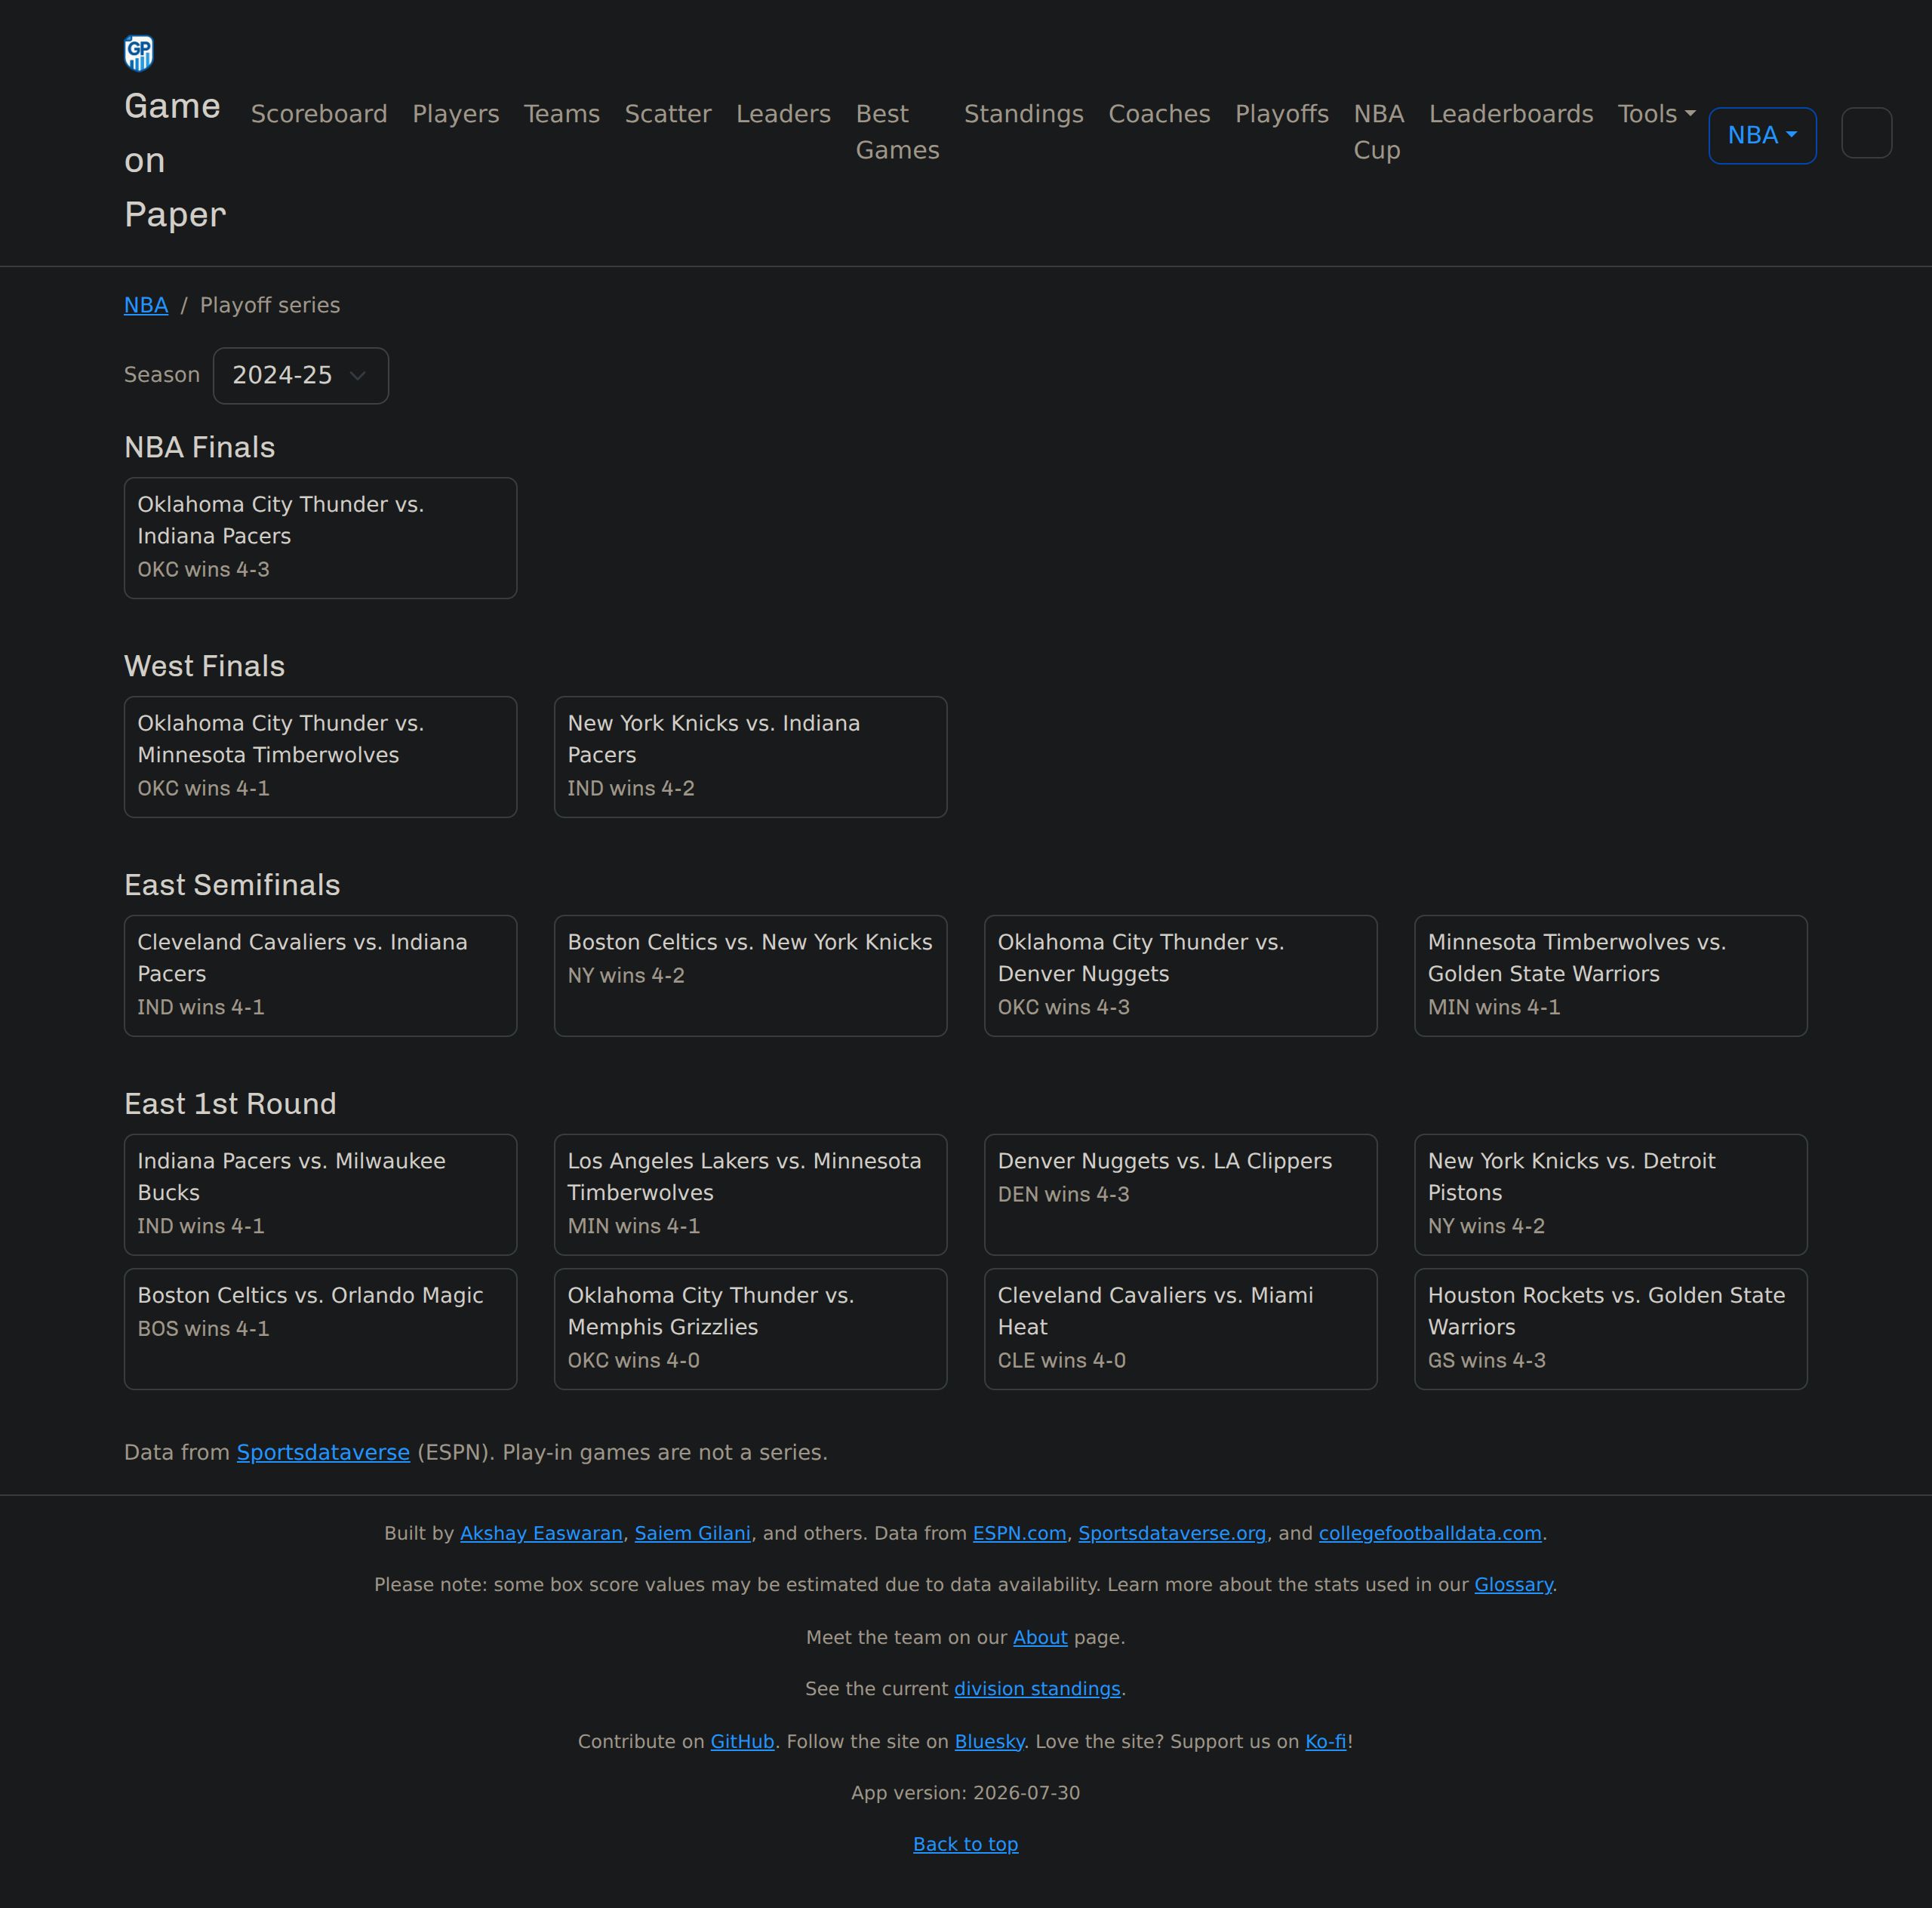 GP
Game
on
Paper
Scoreboard Players Teams Scatter Leaders Best Games Standings Coaches Playoffs NBA Cup Leaderboards Tools NBA
NBA / Playoff series
Season 2024-25
NBA Finals
Oklahoma City Thunder vs.
Indiana Pacers
OKC wins 4-3
West Finals
Oklahoma City Thunder vs.
Minnesota Timberwolves
OKC wins 4-1
New York Knicks vs. Indiana
Pacers
IND wins 4-2
East Semifinals
Cleveland Cavaliers vs. Indiana
Pacers
IND wins 4-1
Boston Celtics vs. New York Knicks
NY wins 4-2
Oklahoma City Thunder vs.
Denver Nuggets
OKC wins 4-3
Minnesota Timberwolves vs.
Golden State Warriors
MIN wins 4-1
East 1st Round
Indiana Pacers vs. Milwaukee
Bucks
IND wins 4-1
Los Angeles Lakers vs. Minnesota
Timberwolves
MIN wins 4-1
Denver Nuggets vs. LA Clippers
DEN wins 4-3
New York Knicks vs. Detroit
Pistons
NY wins 4-2
Boston Celtics vs. Orlando Magic
BOS wins 4-1
Oklahoma City Thunder vs.
Memphis Grizzlies
OKC wins 4-0
Cleveland Cavaliers vs. Miami
Heat
CLE wins 4-0
Houston Rockets vs. Golden State
Warriors
GS wins 4-3
Data from Sportsdataverse (ESPN). Play-in games are not a series.
Built by Akshay Easwaran, Saiem Gilani, and others. Data from ESPN.com, Sportsdataverse.org, and collegefootballdata.com.
Please note: some box score values may be estimated due to data availability. Learn more about the stats used in our Glossary.
Meet the team on our About page.
See the current division standings.
Contribute on GitHub. Follow the site on Bluesky. Love the site? Support us on Ko-fi!
App version: 2026-07-30
Back to top